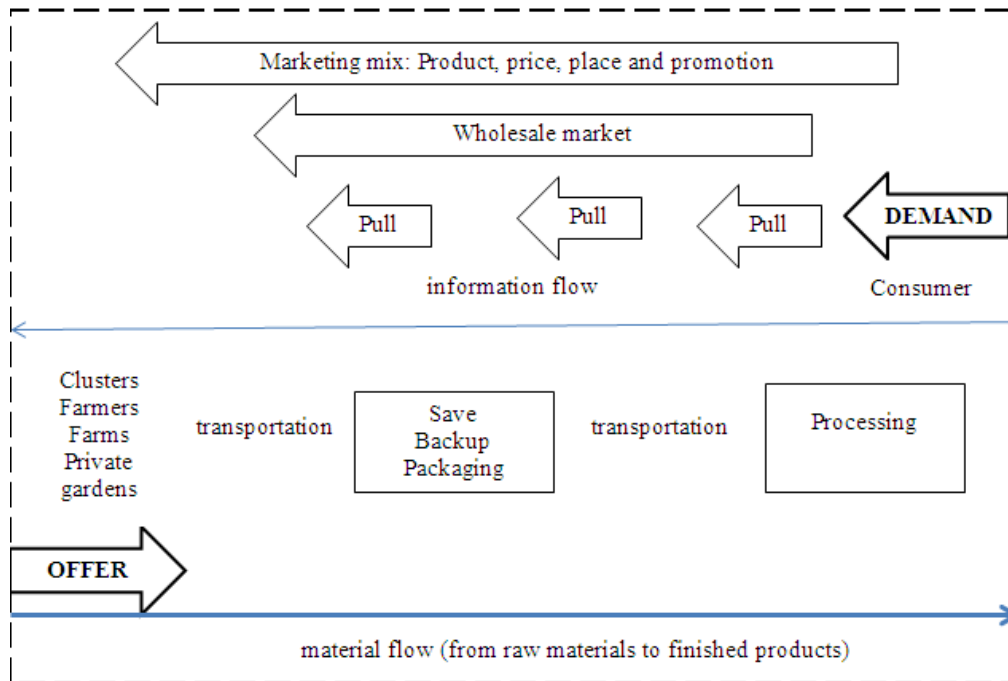 Marketing mix: Product, price, place and promotion
Wholesale market
Pull
Pull
Pull
DEMAND
information flow
Consumer
Clusters
Farmers
Farms
Private
gardens
transportation
Save
Backup
Packaging
transportation
Processing
OFFER
material flow (from raw materials to finished products)